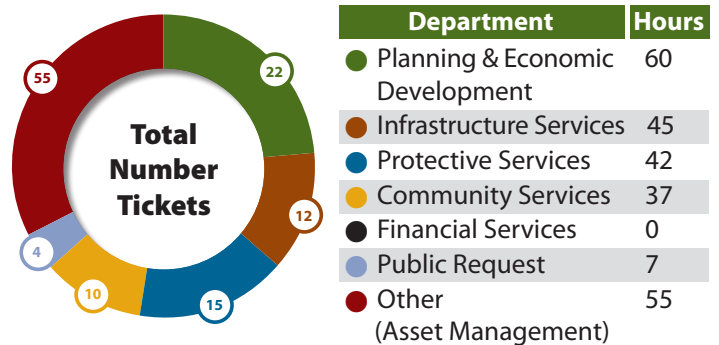 Total
Number
Tickets
22
12
15
10
4
55
Department Hours
Planning & Economic 60
Development
Infrastructure Services 45
Protective Services 42
Community Services 37
Financial Services 0
Public Request 7
Other 55
(Asset Management)